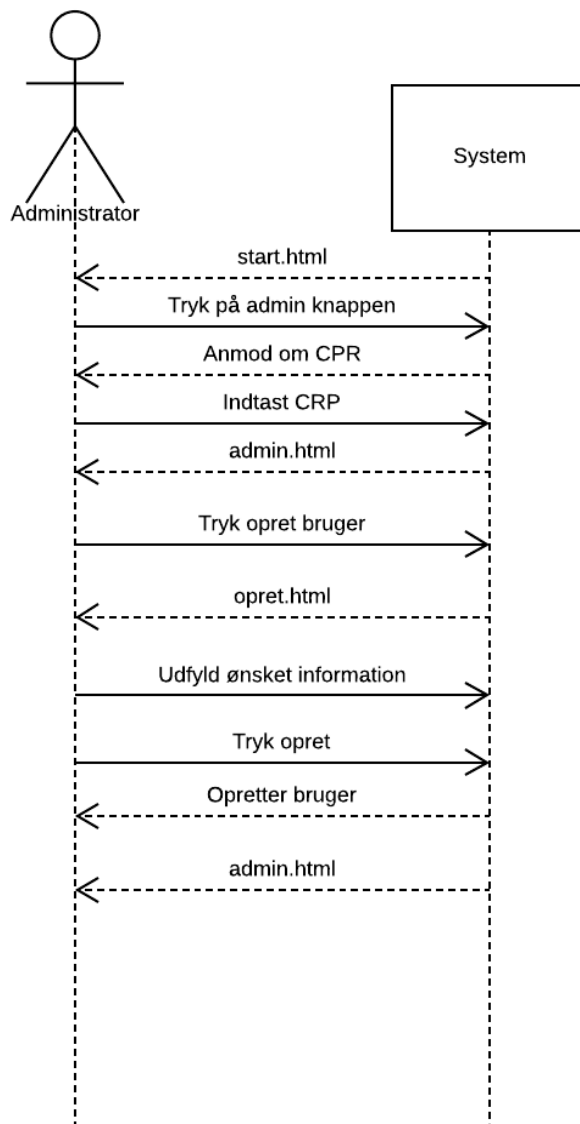 System
Administrator
start.html
Tryk på admin knappen
Anmod om CPR
Indtast CRP
admin.html
Tryk opret bruger
opret.html
Udfyld ønsket information
Tryk opret
Opretter bruger
admin.html